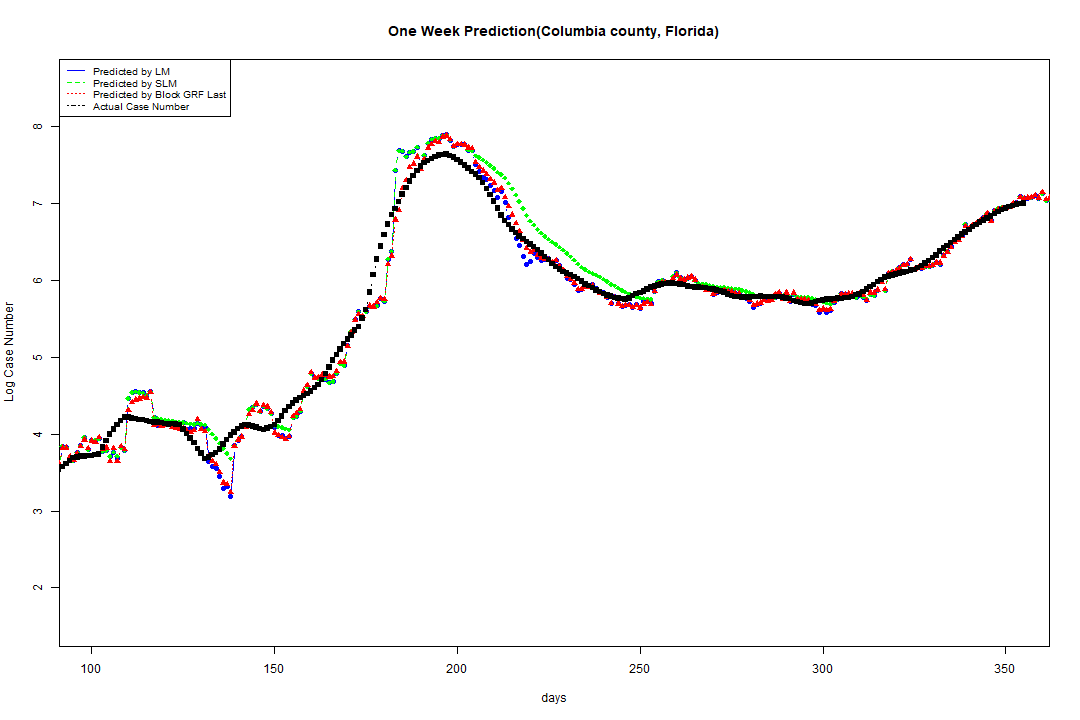 One Week Prediction(Columbia county, Florida)
Predicted by LM
Predicted by SLM
Predicted by Block GRF Last
Actual Case Number
8
7
6
5
4
3
2
Log Case Number
100 150 200 250 300 350
days